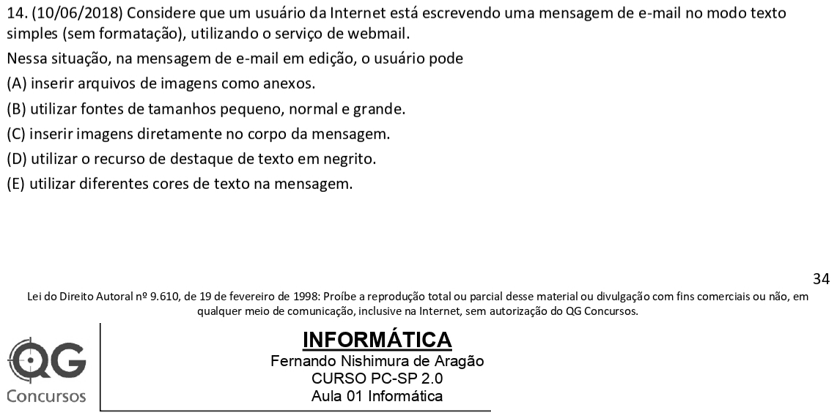 14. (10/06/2018) Considere que um usuário da Internet está escrevendo uma mensagem de e-mail no modo texto
simples (sem formatação), utilizando o serviço de webmail.
Nessa situação, na mensagem de e-mail em edição, o usuário pode
(A) inserir arquivos de imagens como anexos.
(B) utilizar fontes de tamanhos pequeno, normal e grande.
(C) inserir imagens diretamente no corpo da mensagem.
(D) utilizar o recurso de destaque de texto em negrito.
(E) utilizar diferentes cores de texto na mensagem.
34
Lei do Direito Autoral nº 9.610, de 19 de fevereiro de 1998: Proíbe a reprodução total ou parcial desse material ou divulgação com fins comerciais ou não, em
qualquer meio de comunicação, inclusive na Internet, sem autorização do QG Concursos.
QG
Concursos
INFORMÁTICA
Fernando Nishimura de Aragão
CURSO PC-SP 2.0
Aula 01 Informática